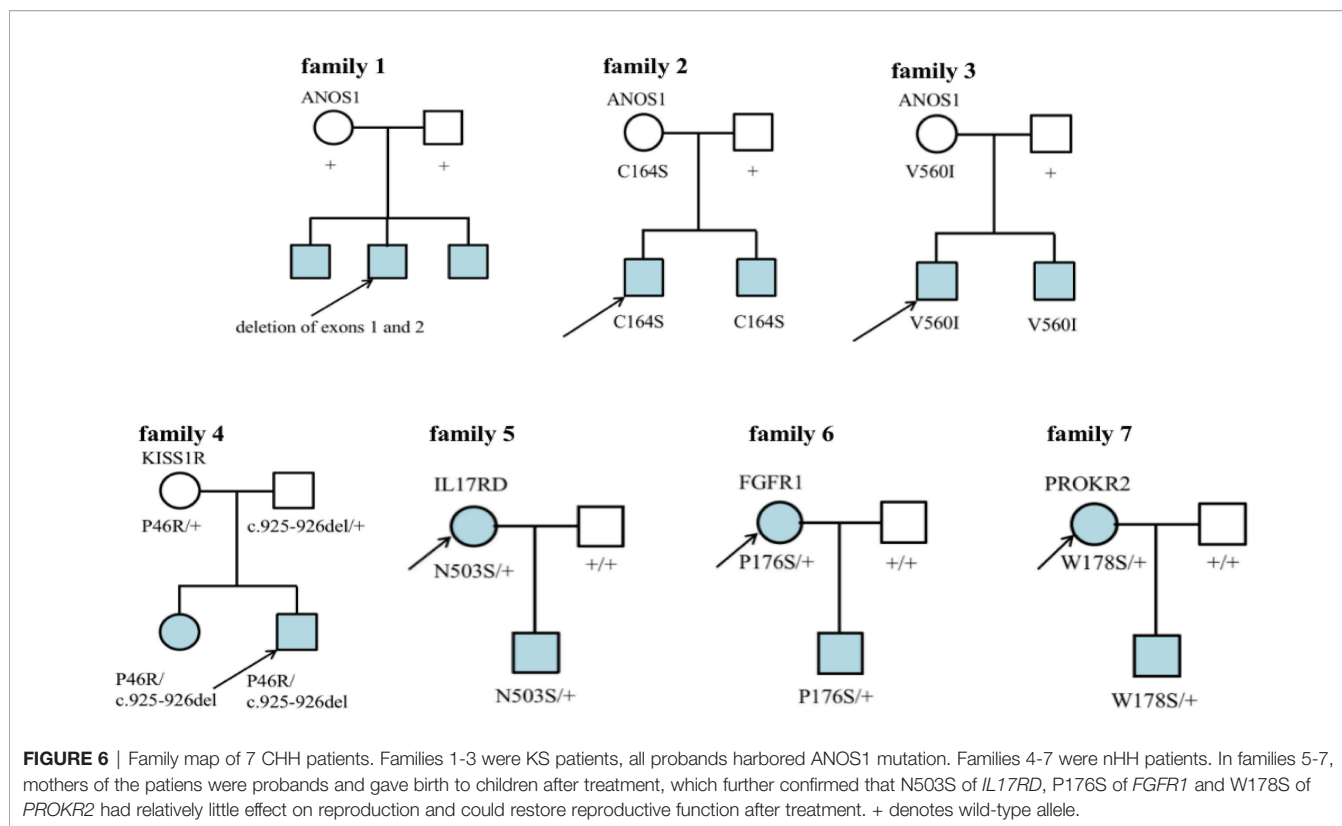 family 1
ANOS1
+ +
deletion of exons 1 and 2
family 2
ANOS1
C164S +
C164S C164S
family 3
ANOS1
V560I +
V560I V560I
family 4
KISS1R
P46R/+ c.925-926del/+
P46R/ P46R/
c.925-926del c.925-926del
family 5
IL17RD
N503S/+ +/+
N503S/+
family 6
FGFR1
P176S/+ +/+
P176S/+
family 7
PROKR2
W178S/+ +/+
W178S/+
FIGURE 6 | Family map of 7 CHH patients. Families 1-3 were KS patients, all probands harbored ANOS1 mutation. Families 4-7 were nHH patients. In families 5-7,
mothers of the patiens were probands and gave birth to children after treatment, which further confirmed that N503S of IL17RD, P176S of FGFR1 and W178S of
PROKR2 had relatively little effect on reproduction and could restore reproductive function after treatment. + denotes wild-type allele.